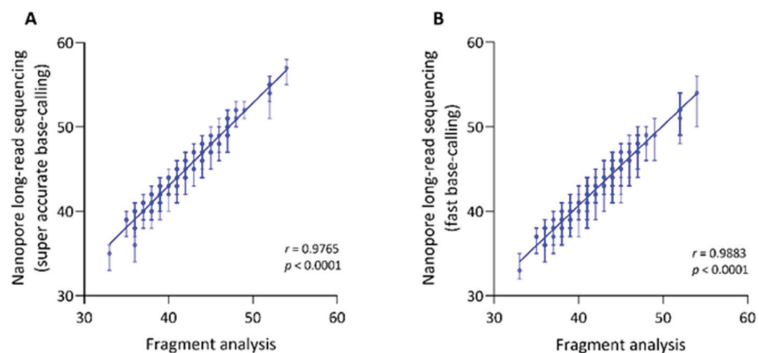 A
Nanopore long-read sequencing
(super accurate base-calling)
60
50
40
30
30
40
50
60
r = 0.9765
p < 0.0001
Fragment analysis
B
Nanopore long-read sequencing
(fast base-calling)
60
50
40
30
30
40
50
60
r = 0.9883
p < 0.0001
Fragment analysis